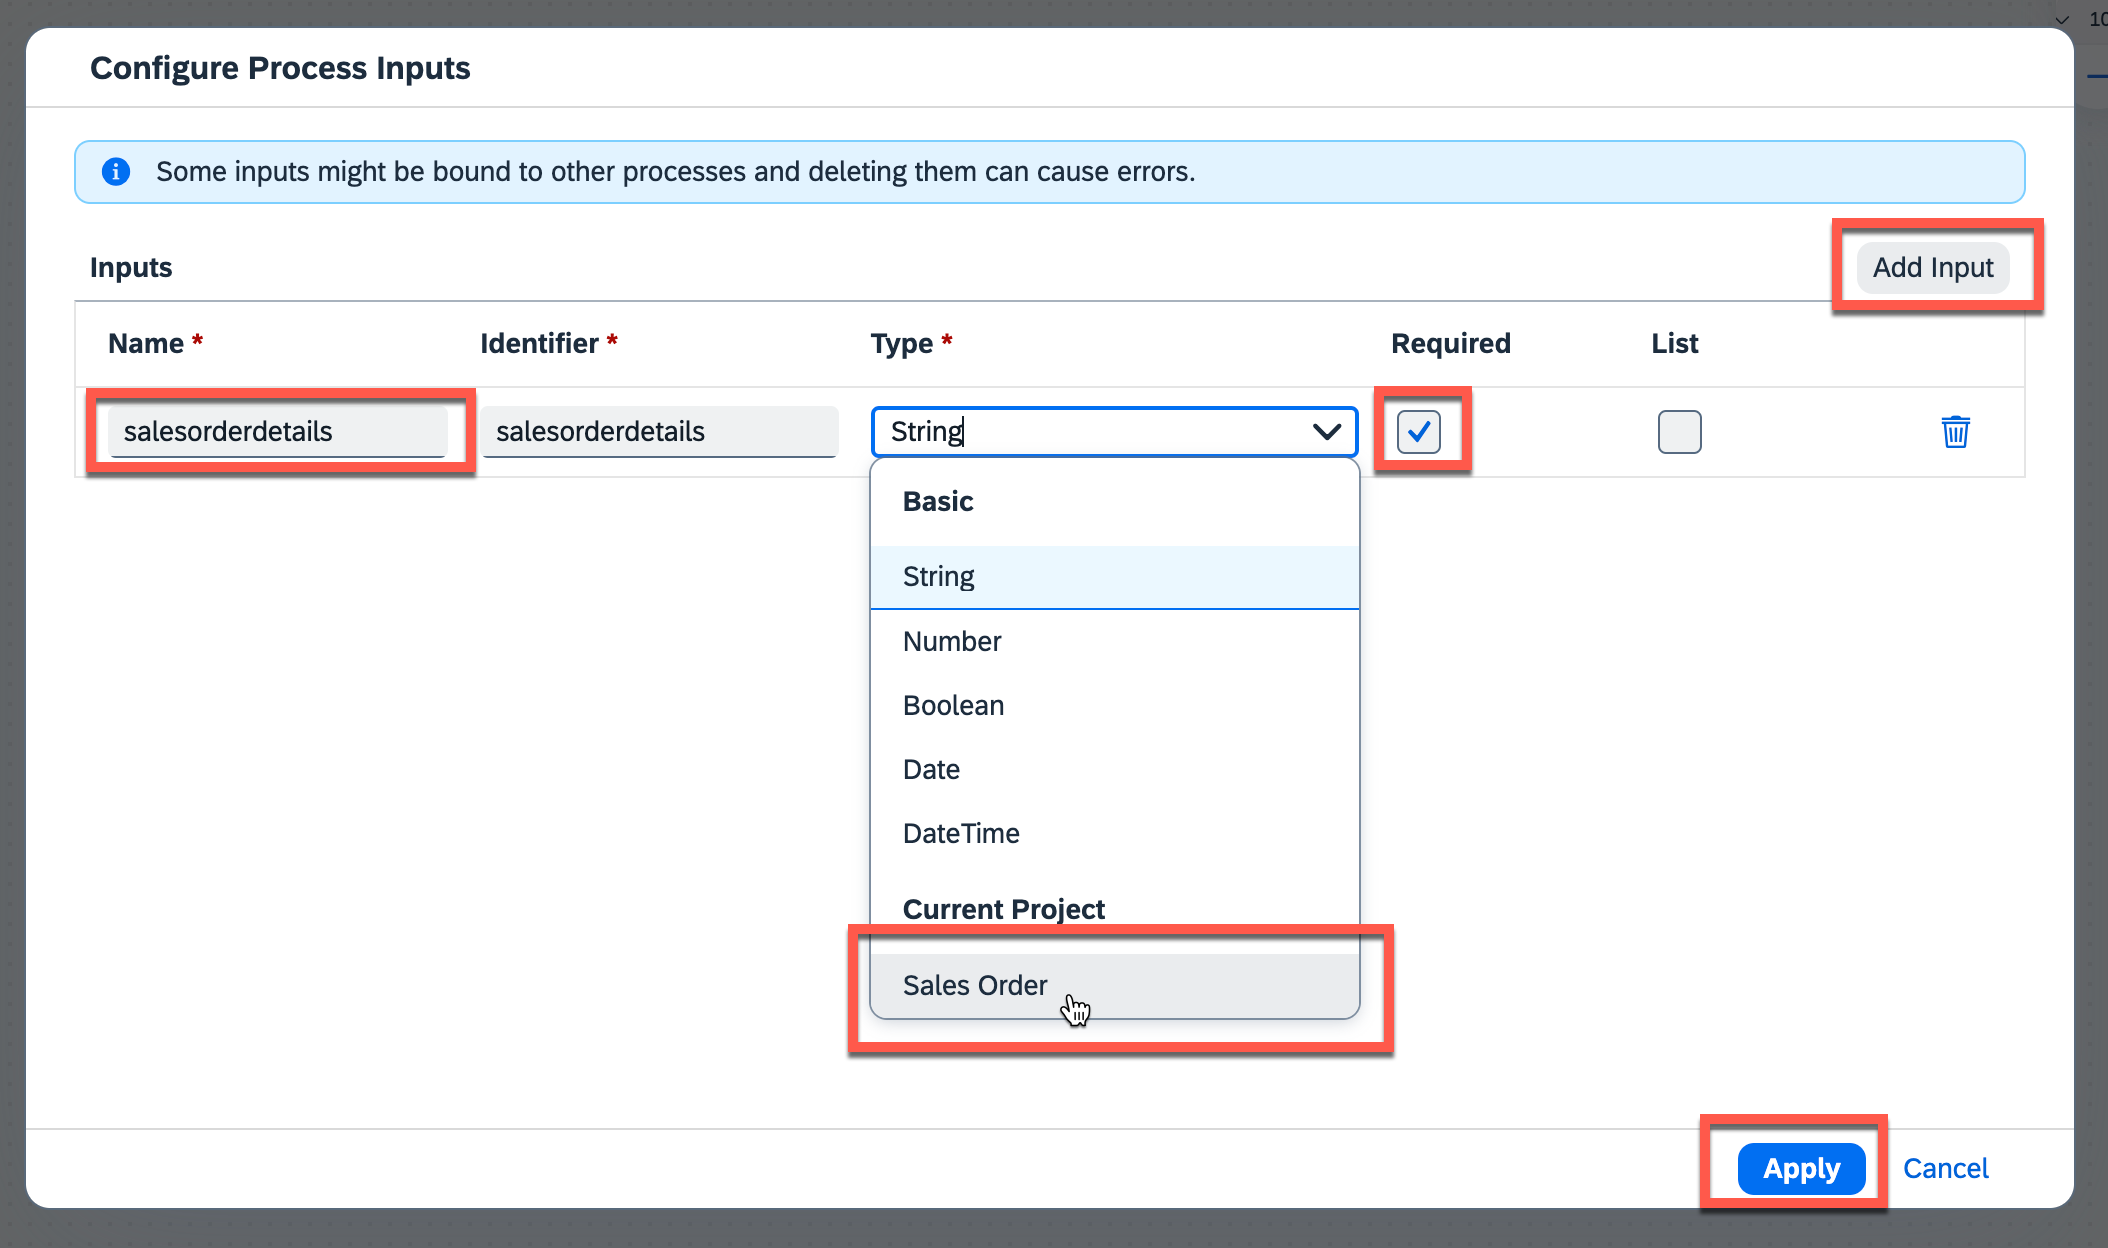 10
Configure Process Inputs
Some inputs might be bound to other processes and deleting them can cause errors.
Inputs
Add Input
Name * Identifier * Type * Required List
salesorderdetails salesorderdetails String
Basic
String
Number
Boolean
Date
DateTime
Current Project
Sales Order
Apply Cancel